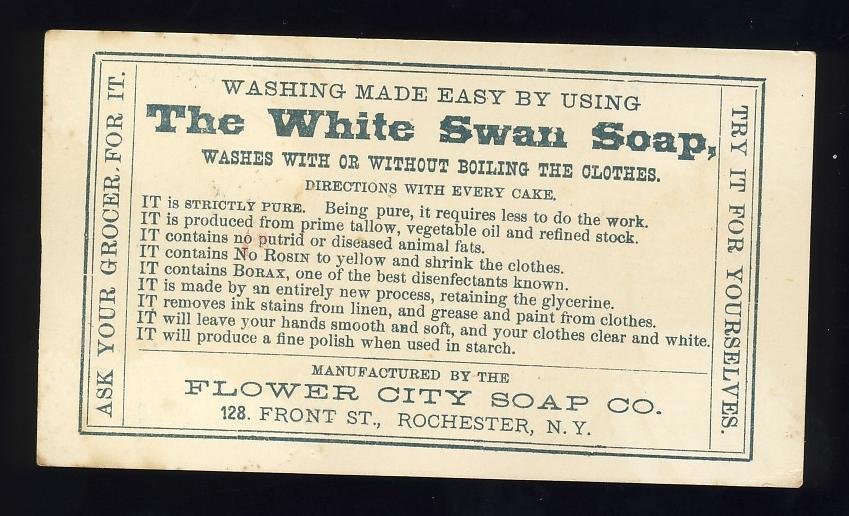 WASHING MADE EASY BY USING
The White Swan Soap,
WASHES WITH OR WITHOUT BOILING THE CLOTHES.
DIRECTIONS WITH EVERY CAKE.
IT is STRICTLY PURE. Being pure, it requires less to do the work.
IT is produced from prime tallow, vegetable oil and refined stock.
IT contains no putrid or diseased animal fats.
IT contains No ROSIN to yellow and shrink the clothes.
IT contains BORAX, one of the best disenfectants known.
IT is made by an entirely new process, retaining the glycerine.
IT removes ink stains from linen, and grease and paint from clothes.
IT will leave your hands smooth and soft, and your clothes clear and white.
IT will produce a fine polish when used in starch.
MANUFACTURED BY THE
FLOWER CITY SOAP CO.
128. FRONT ST., ROCHESTER, N.Y.
ASK YOUR GROCER FOR IT.
TRY IT FOR YOURSELVES.